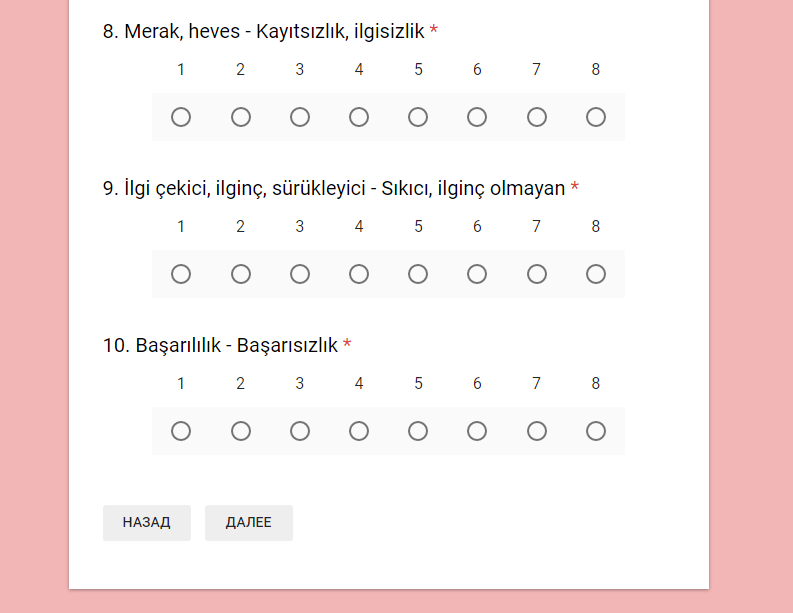 8. Merak, heves - Kayıtsızlık, ilgisizlik *
1 2 3 4 5 6 7 8
9. İlgi çekici, ilginç, sürükleyici - Sıkıcı, ilginç olmayan *
1 2 3 4 5 6 7 8
10. Başarılılık - Başarısızlık *
1 2 3 4 5 6 7 8
НАЗАД ДАЛЕЕ